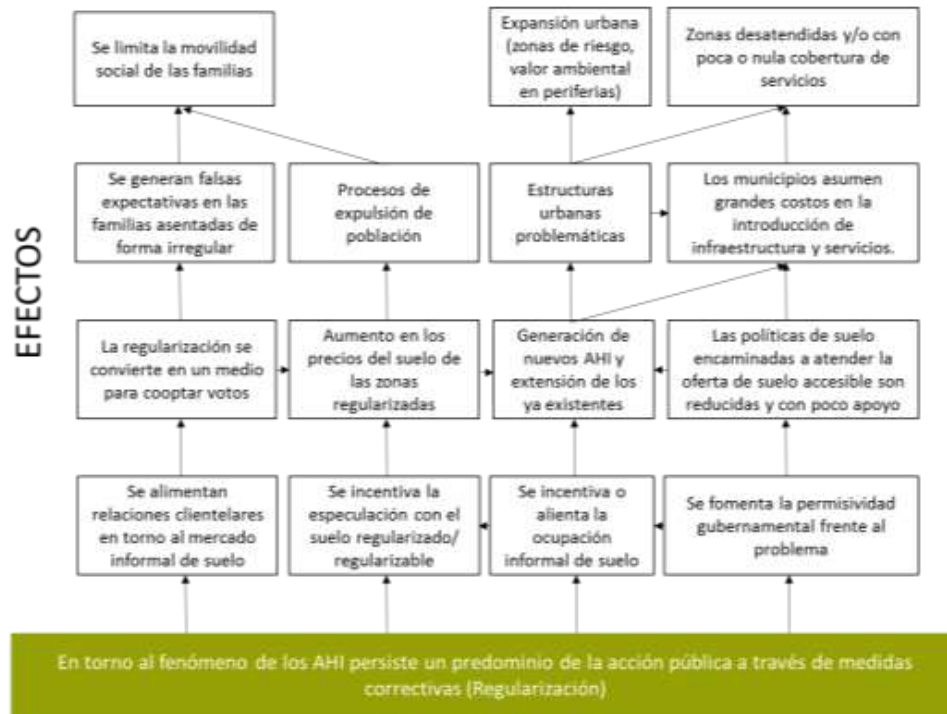 EFECTOS
Se limita la movilidad
social de las familias
Expansión urbana
(zonas de riesgo,
valor ambiental
en periferias)
Zonas desatendidas y/o con
poca o nula cobertura de
servicios
Se generan falsas
expectativas en las
familias asentadas de
forma irregular
Procesos de
expulsión de
población
Estructuras
urbanas
problemáticas
Los municipios asumen
grandes costos en la
introducción de
infraestructura y servicios.
La regularización se
convierte en un medio
para cooptar votos
Aumento en los
precios del suelo de
las zonas
regularizadas
Generación de
nuevos AHI y
extensión de los
ya existentes
Las políticas de suelo
encaminadas a atender la
oferta de suelo accesible son
reducidas y con poco apoyo
Se alimentan
relaciones clientelares
en torno al mercado
informal de suelo
Se incentiva la
especulación con el
suelo regularizado/
regularizable
Se incentiva o
alienta la
ocupación
informal de suelo
Se fomenta la permisividad
gubernamental frente al
problema
En torno al fenómeno de los AHI persiste un predominio de la acción pública a través de medidas
correctivas (Regularización)